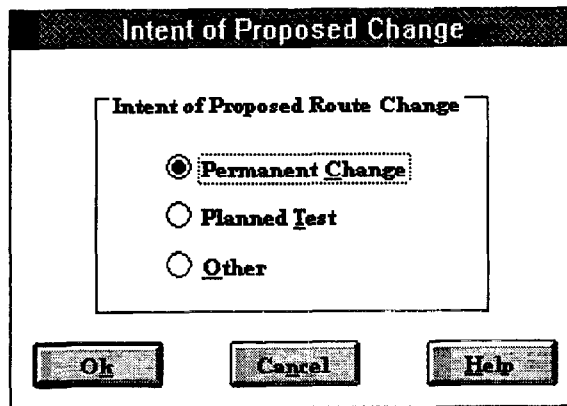 Intent of Proposed Change
Intent of Proposed Route Change
Permanent Change
Planned Test
Other
Ok Cancel Help